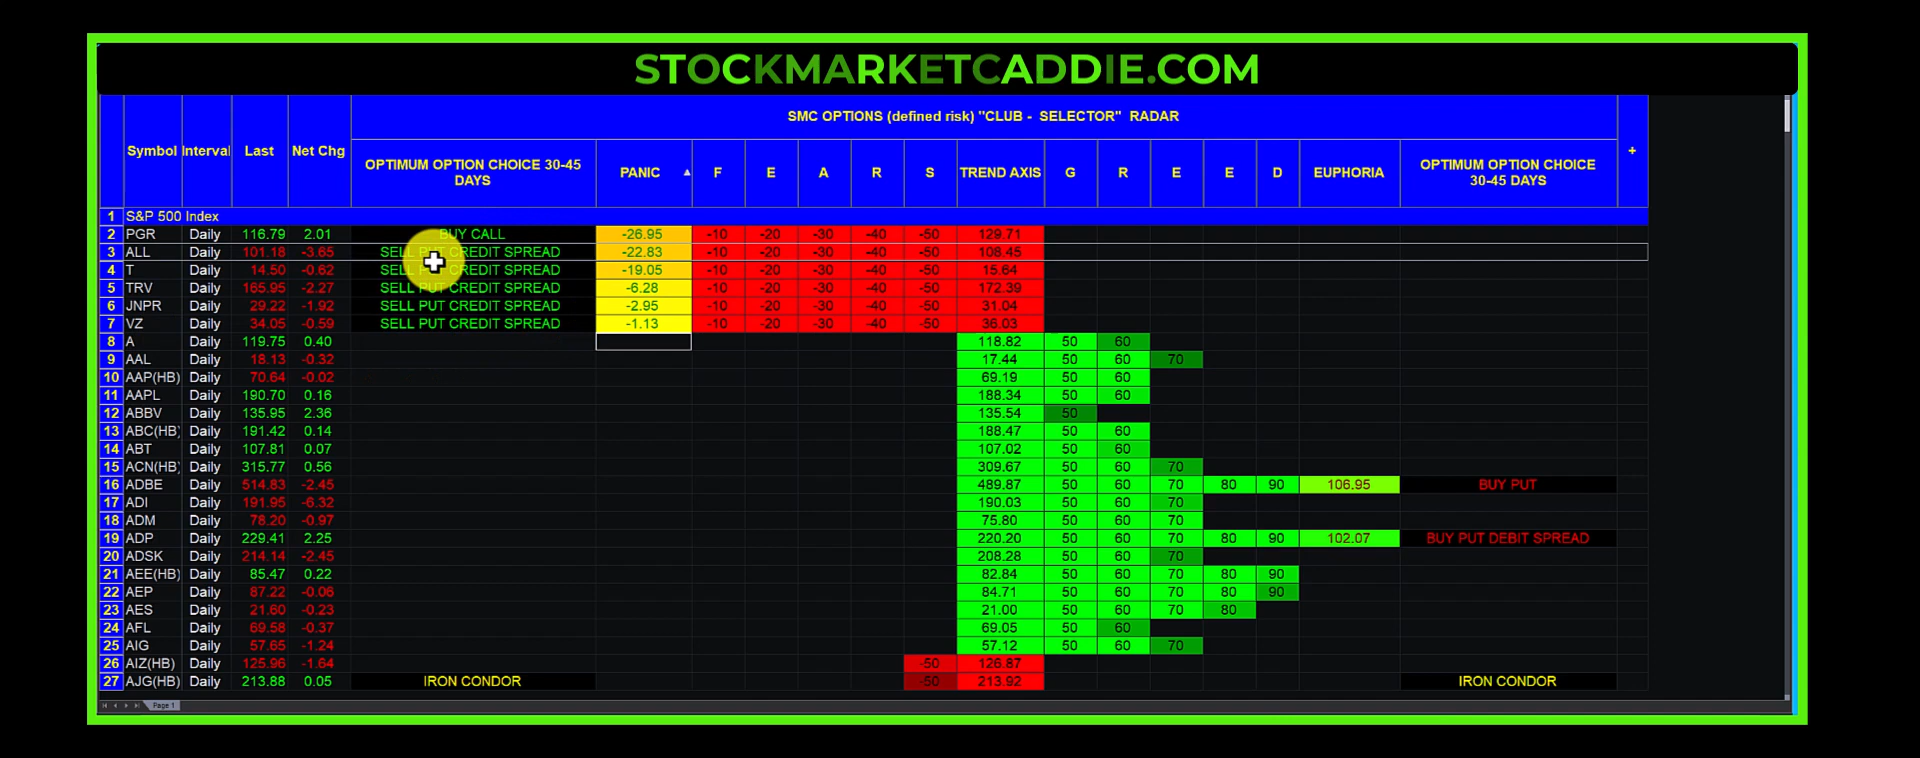 STOCKMARKETCADDIE.COM
SMC OPTIONS (defined risk) "CLUB - SELECTOR" RADAR
Symbol Interval Last Net Chg OPTIMUM OPTION CHOICE 30-45 DAYS PANIC F E A R S TREND AXIS G R E E D EUPHORIA OPTIMUM OPTION CHOICE 30-45 DAYS +
1 S&P 500 Index
2 PGR Daily 116.79 2.01 BUY CALL -26.95 -10 -20 -30 -40 -50 129.71
3 ALL Daily 101.18 -3.65 SELL PUT CREDIT SPREAD -22.83 -10 -20 -30 -40 -50 108.45
4 T Daily 14.50 -0.62 SELL PUT CREDIT SPREAD -19.05 -10 -20 -30 -40 -50 15.64
5 TRV Daily 165.95 -2.27 SELL PUT CREDIT SPREAD -6.28 -10 -20 -30 -40 -50 172.39
6 JNPR Daily 29.22 -1.92 SELL PUT CREDIT SPREAD -2.95 -10 -20 -30 -40 -50 31.04
7 VZ Daily 34.05 -0.59 SELL PUT CREDIT SPREAD -1.13 -10 -20 -30 -40 -50 36.03
8 A Daily 119.75 0.40 118.82 50 60
9 AAL Daily 18.13 -0.32 17.44 50 60 70
10 AAP(HB) Daily 70.64 -0.02 69.19 50 60
11 AAPL Daily 190.70 0.16 188.34 50 60
12 ABBV Daily 135.95 2.36 135.54 50
13 ABC(HB) Daily 191.42 0.14 188.47 50 60
14 ABT Daily 107.81 0.07 107.02 50 60
15 ACN(HB) Daily 315.77 0.56 309.67 50 60 70
16 ADBE Daily 514.83 -2.45 489.87 50 60 70 80 90 106.95 BUY PUT
17 ADI Daily 191.95 -6.32 190.03 50 60 70
18 ADM Daily 78.20 -0.97 75.80 50 60 70
19 ADP Daily 229.41 2.25 220.20 50 60 70 80 90 102.07 BUY PUT DEBIT SPREAD
20 ADSK Daily 214.14 -2.45 208.28 50 60 70
21 AEE(HB) Daily 85.47 0.22 82.84 50 60 70 80 90
22 AEP Daily 87.22 -0.06 84.71 50 60 70 80 90
23 AES Daily 21.60 -0.23 21.00 50 60 70 80
24 AFL Daily 69.58 -0.37 69.05 50 60
25 AIG Daily 57.65 -1.24 57.12 50 60 70
26 AIZ(HB) Daily 125.96 -1.64 -50 126.87
27 AJG(HB) Daily 213.88 0.05 IRON CONDOR -50 213.92 IRON CONDOR
Page 1